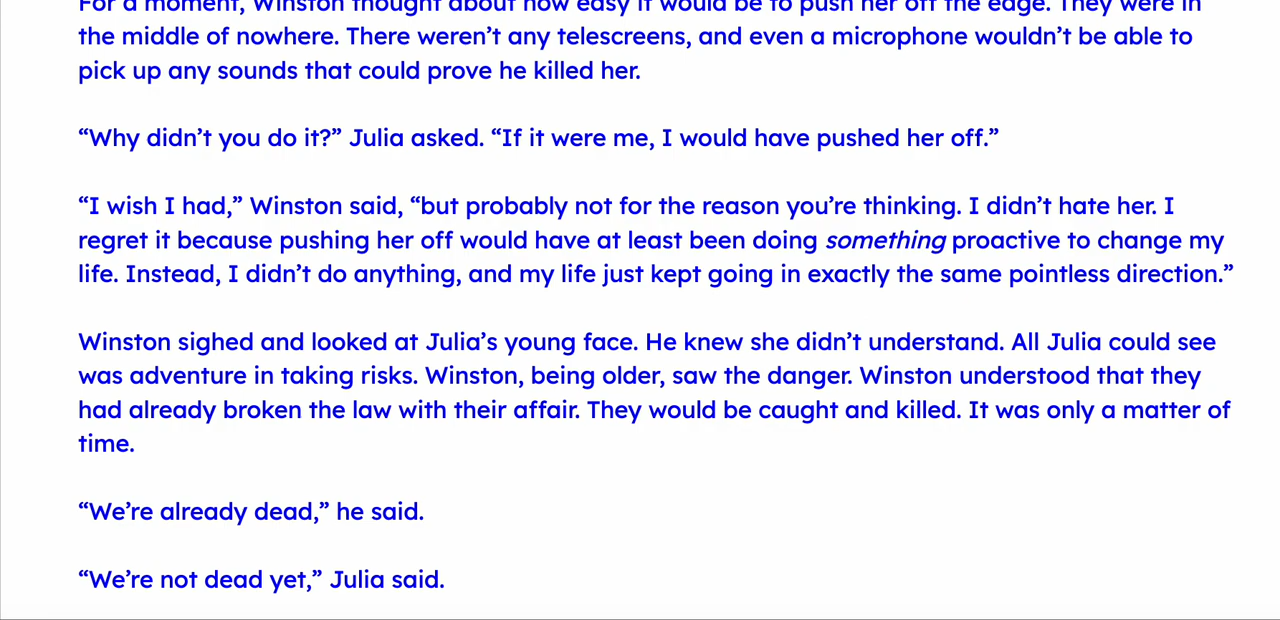 For a moment, Winston thought about how easy it would be to push her off the edge. They were in
the middle of nowhere. There weren’t any telescreens, and even a microphone wouldn’t be able to
pick up any sounds that could prove he killed her.
“Why didn’t you do it?” Julia asked. “If it were me, I would have pushed her off.”
“I wish I had,” Winston said, “but probably not for the reason you’re thinking. I didn’t hate her. I
regret it because pushing her off would have at least been doing something proactive to change my
life. Instead, I didn’t do anything, and my life just kept going in exactly the same pointless direction.”
Winston sighed and looked at Julia’s young face. He knew she didn’t understand. All Julia could see
was adventure in taking risks. Winston, being older, saw the danger. Winston understood that they
had already broken the law with their affair. They would be caught and killed. It was only a matter of
time.
“We’re already dead,” he said.
“We’re not dead yet,” Julia said.